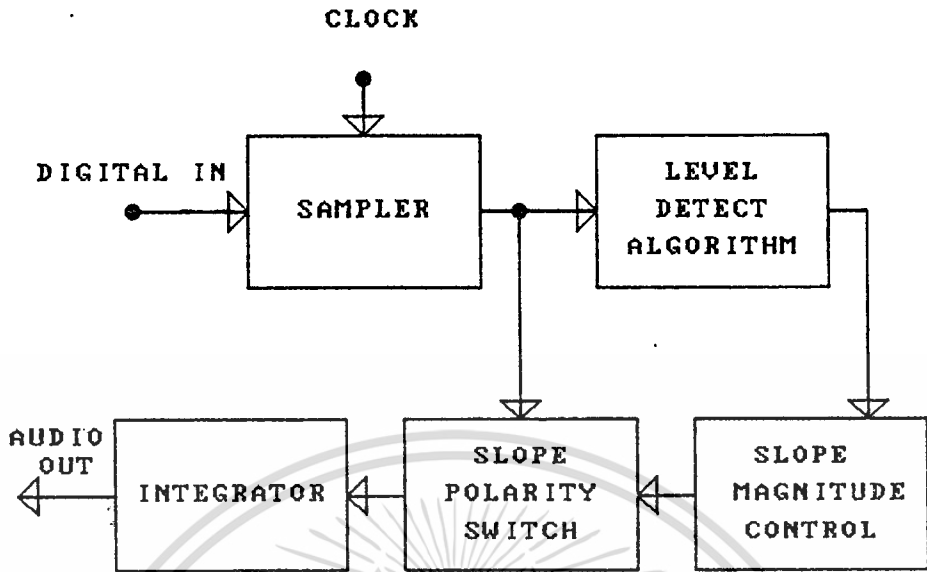 CLOCK
DIGITAL IN
SAMPLER
LEVEL
DETECT
ALGORITHM
AUDIO
OUT
INTEGRATOR
SLOPE
POLARITY
SWITCH
SLOPE
MAGNITUDE
CONTROL